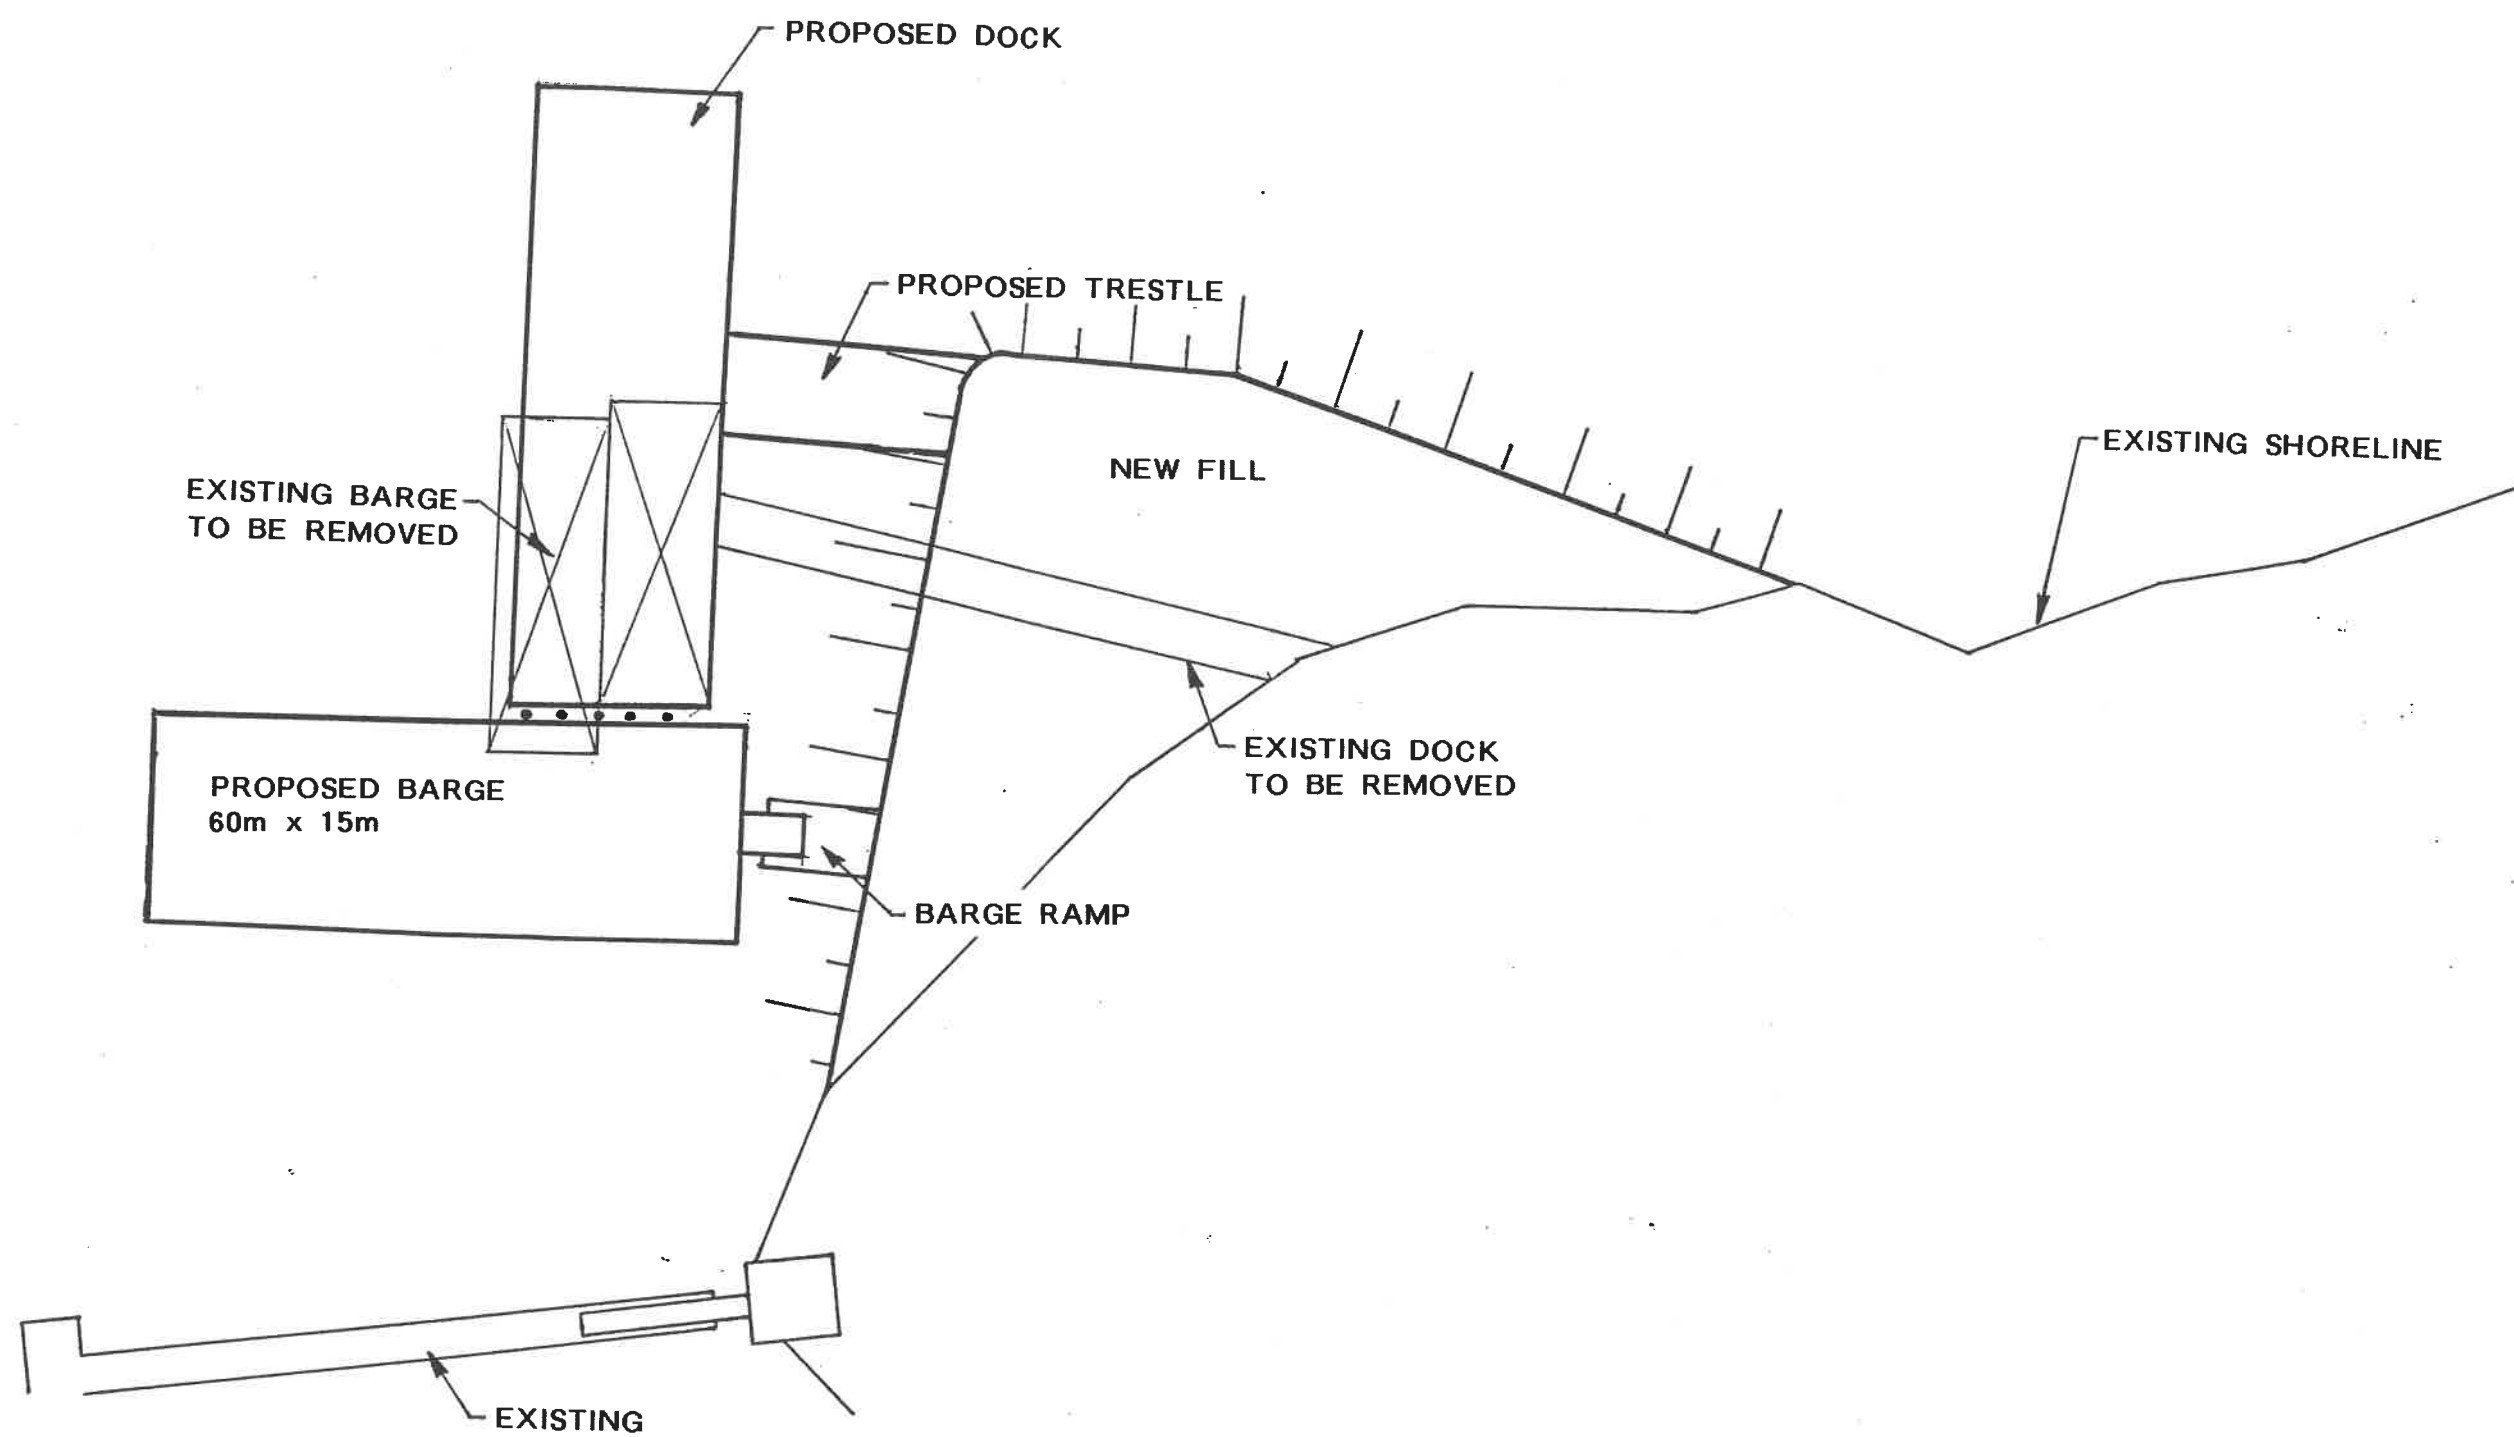 PROPOSED DOCK
PROPOSED TRESTLE
EXISTING SHORELINE
NEW FILL
EXISTING BARGE
TO BE REMOVED
EXISTING DOCK
TO BE REMOVED
PROPOSED BARGE
60m x 15m
BARGE RAMP
EXISTING